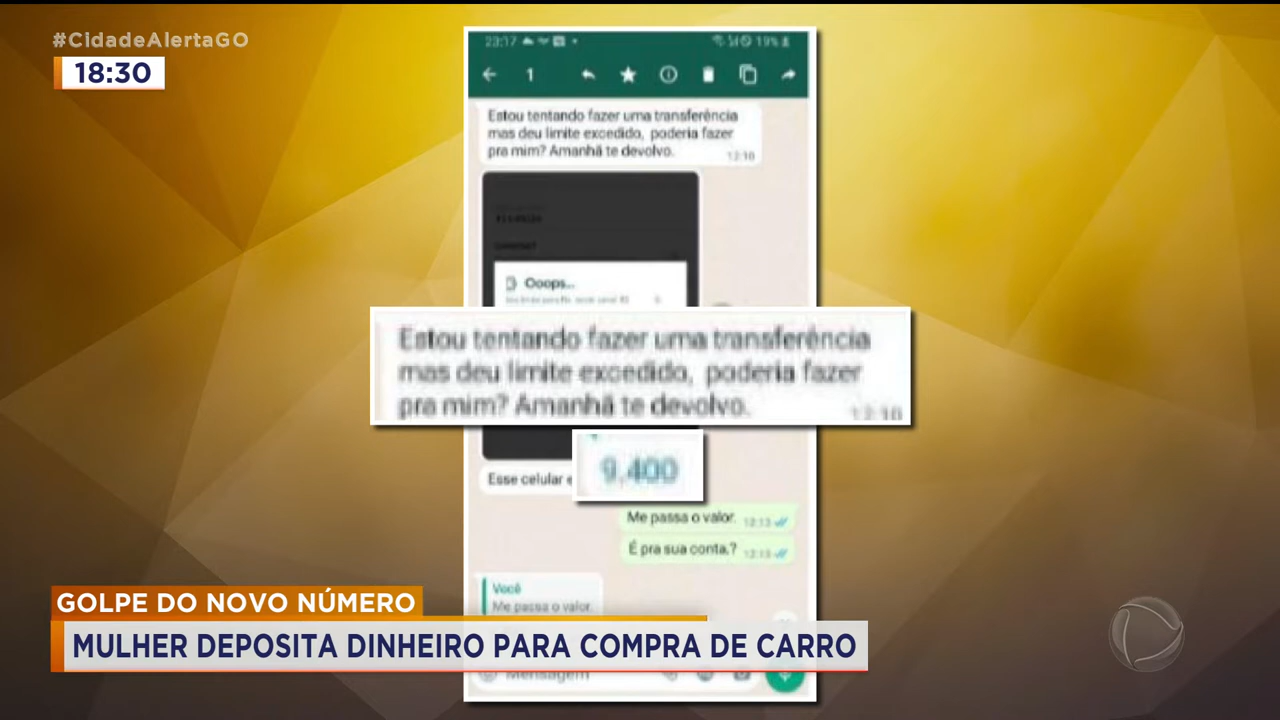 #CidadeAlertaGO
18:30
23:17
19%
1
Estou tentando fazer uma transferência
mas deu limite excedido, poderia fazer
pra mim? Amanhã te devolvo.
12:10
Ooops...
Estou tentando fazer uma transferência
mas deu limite excedido, poderia fazer
pra mim? Amanhã te devolvo.
12:10
9.400
Esse celular
Me passa o valor. 12:13
É pra sua conta.? 12:13
Você
Me passa o valor.
GOLPE DO NOVO NÚMERO
MULHER DEPOSITA DINHEIRO PARA COMPRA DE CARRO
Mensagem